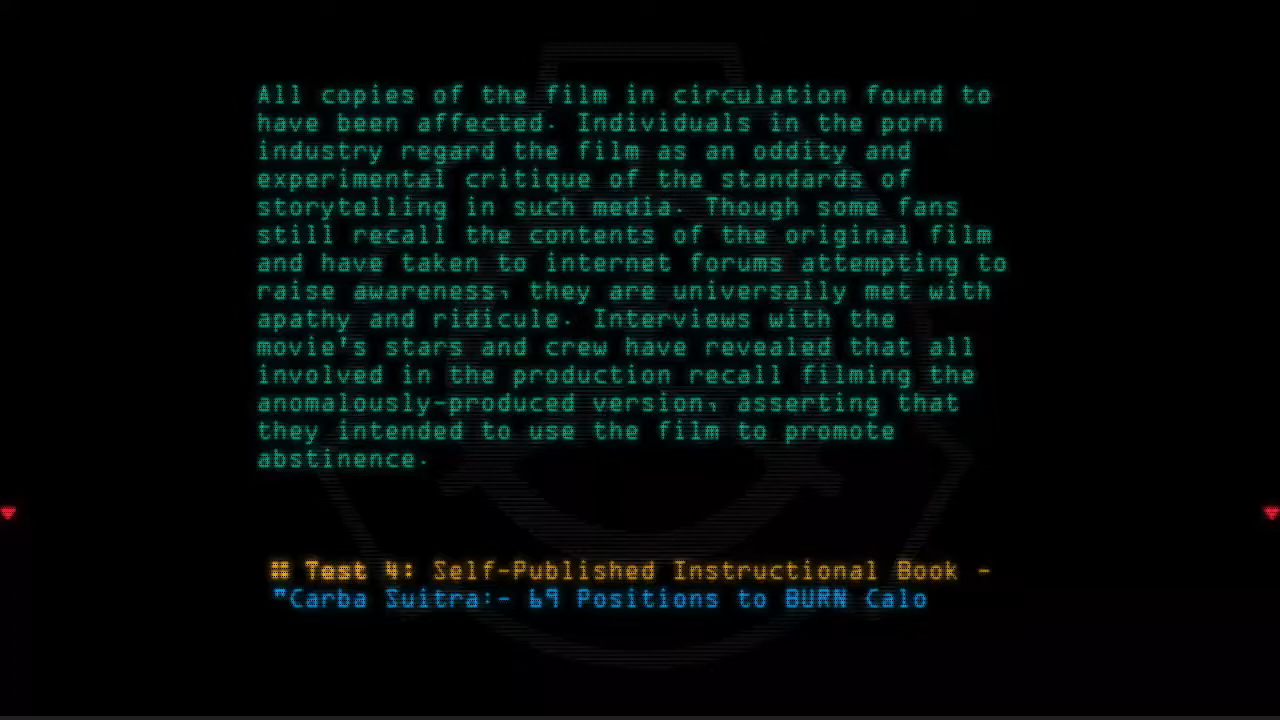 All copies of the film in circulation found to
have been affected. Individuals in the porn
industry regard the film as an oddity and
experimental critique of the standards of
storytelling in such media. Though some fans
still recall the contents of the original film
and have taken to internet forums attempting to
raise awareness, they are universally met with
apathy and ridicule. Interviews with the
movie's stars and crew have revealed that all
involved in the production recall filming the
anomalously-produced version, asserting that
they intended to use the film to promote
abstinence.
# Test 4: Self-Published Instructional Book -
"Carba Suitra:- 69 Positions to BURN Calo